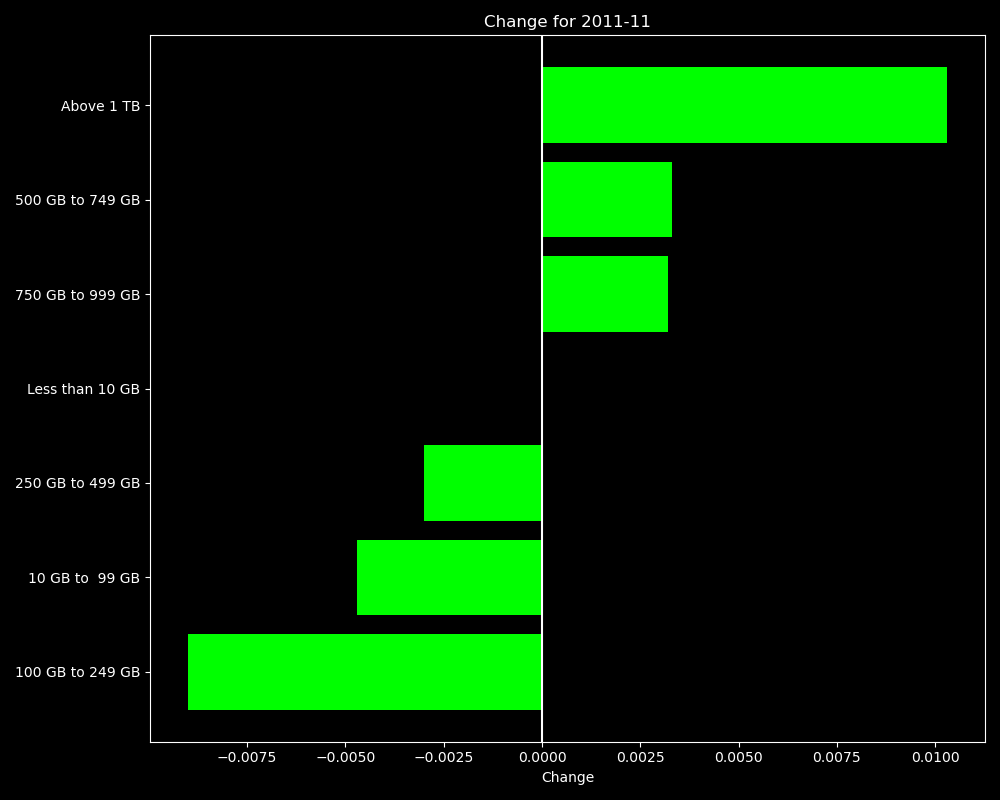 Change for 2011-11
Above 1 TB
500 GB to 749 GB
750 GB to 999 GB
Less than 10 GB
250 GB to 499 GB
10 GB to  99 GB
100 GB to 249 GB
−0.0075 −0.0050 −0.0025 0.0000 0.0025 0.0050 0.0075 0.0100
Change